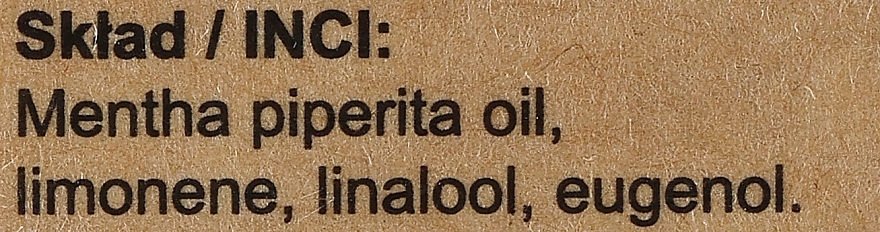 Skład / INCI:
Mentha piperita oil,
limonene, linalool, eugenol.